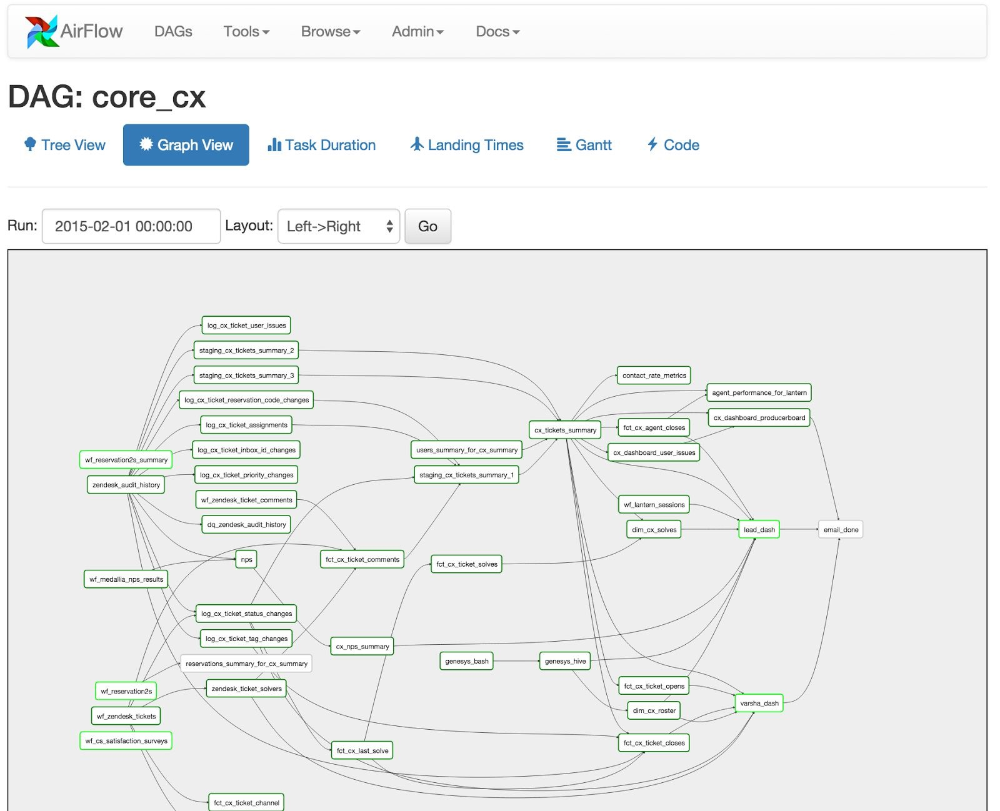 AirFlow DAGs Tools Browse Admin Docs
DAG: core_cx
Tree View Graph View Task Duration Landing Times Gantt Code
Run: 2015-02-01 00:00:00 Layout: Left->Right Go
log_cx_ticket_user_issues
staging_cx_tickets_summary_2
staging_cx_tickets_summary_3
contact_rate_metrics
agent_performance_for_lantern
log_cx_ticket_reservation_code_changes
cx_dashboard_producerboard
log_cx_ticket_assignments
cx_tickets_summary
fct_cx_agent_closes
log_cx_ticket_inbox_id_changes
users_summary_for_cx_summary
cx_dashboard_user_issues
wf_reservation2s_summary
log_cx_ticket_priority_changes
staging_cx_tickets_summary_1
zendesk_audit_history
wf_zendesk_ticket_comments
wf_lantern_sessions
dq_zendesk_audit_history
dim_cx_solves
lead_dash
email_done
nps
fct_cx_ticket_comments
fct_cx_ticket_solves
wf_medallia_nps_results
log_cx_ticket_status_changes
log_cx_ticket_tag_changes
cx_nps_summary
reservations_summary_for_cx_summary
genesys_bash
genesys_hive
wf_reservation2s
zendesk_ticket_solvers
fct_cx_ticket_opens
varsha_dash
wf_zendesk_tickets
dim_cx_roster
wf_cs_satisfaction_surveys
fct_cx_last_solve
fct_cx_ticket_closes
fct_cx_ticket_channel